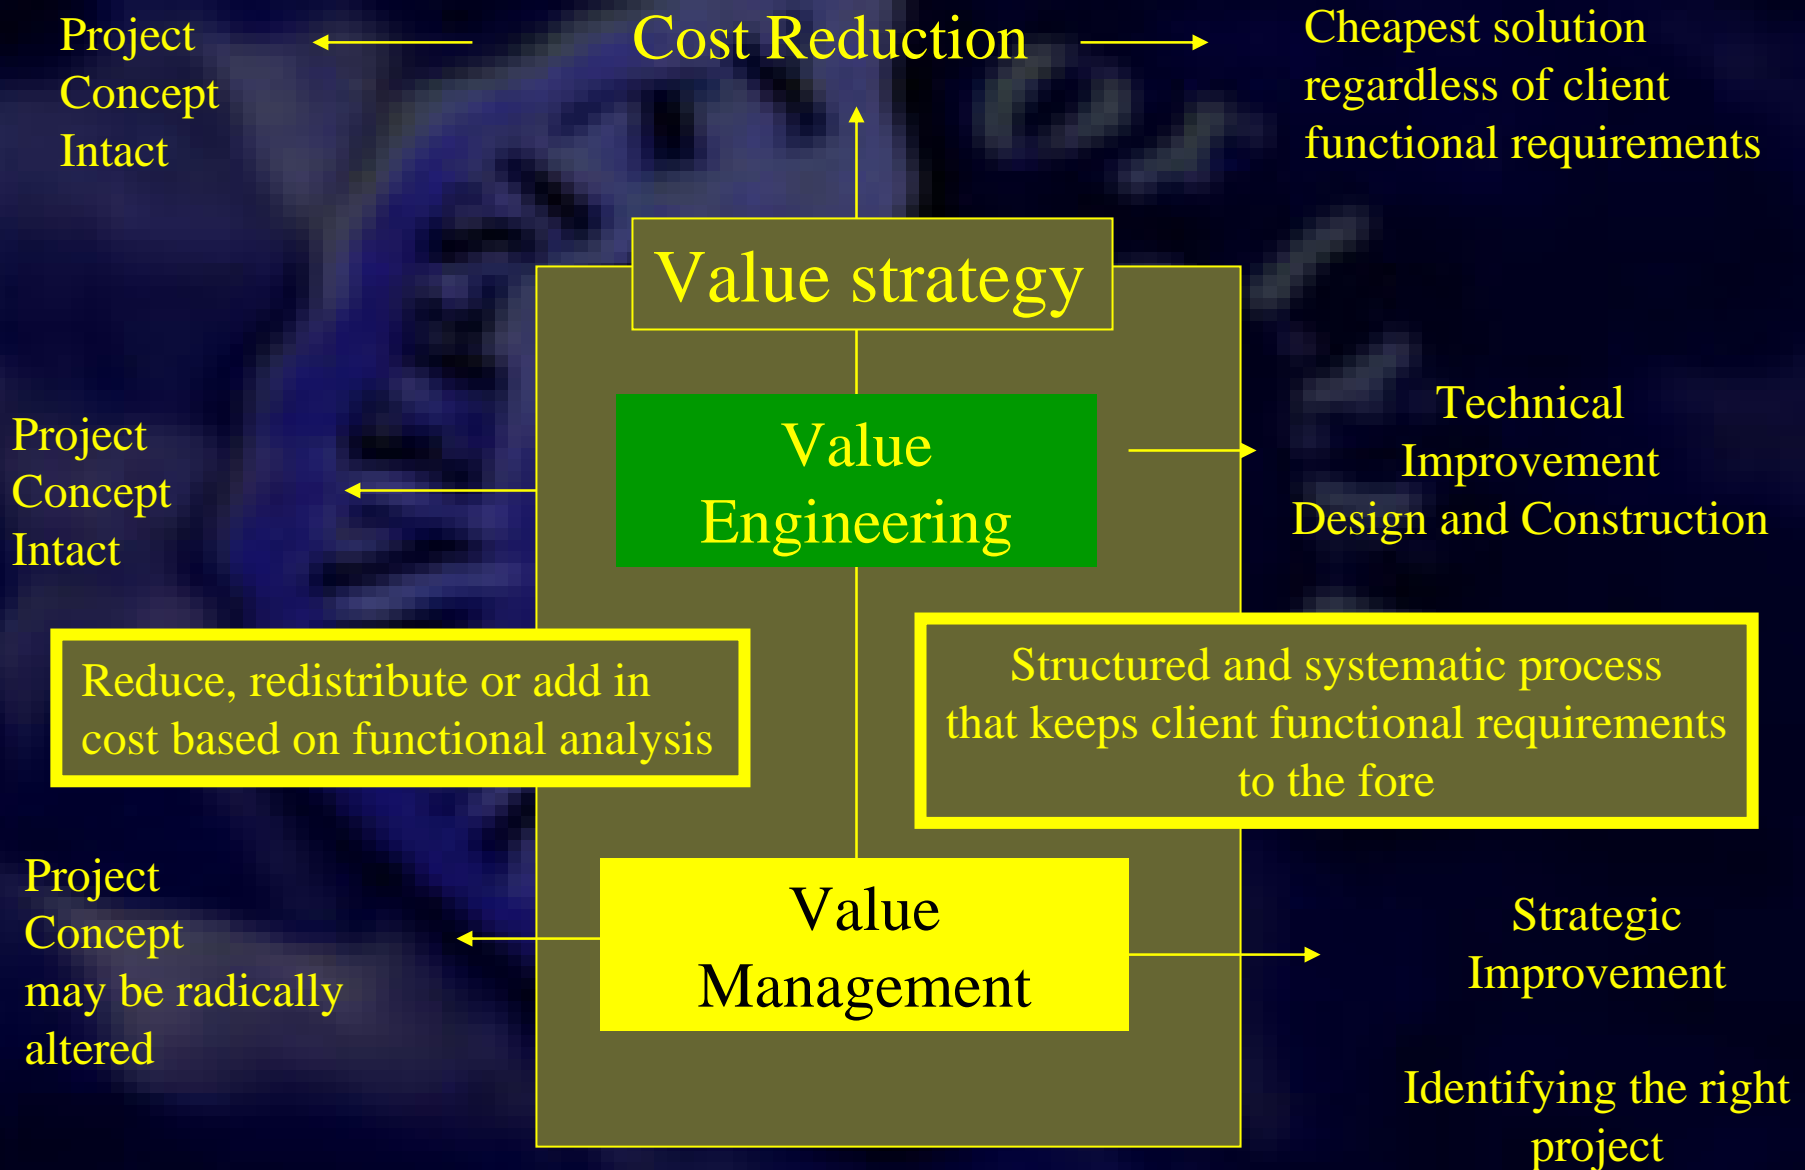 Project
Concept
Intact
Cost Reduction
Cheapest solution
regardless of client
functional requirements
Value strategy
Project
Concept
Intact
Value
Engineering
Technical
Improvement
Design and Construction
Reduce, redistribute or add in
cost based on functional analysis
Structured and systematic process
that keeps client functional requirements
to the fore
Project
Concept
may be radically
altered
Value
Management
Strategic
Improvement
Identifying the right
project